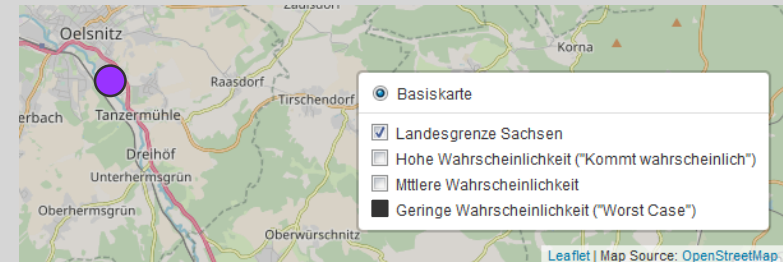 Oelsnitz
Korna
Raasdorf
Tirschendorf
erbach
Tanzermühle
Dreihöf
Unterhermsgrün
Oberhermsgrün
Oberwürschnitz
Basiskarte
Landesgrenze Sachsen
Hohe Wahrscheinlichkeit ("Kommt wahrscheinlich")
Mttlere Wahrscheinlichkeit
Geringe Wahrscheinlichkeit ("Worst Case")
Leaflet | Map Source: OpenStreetMap